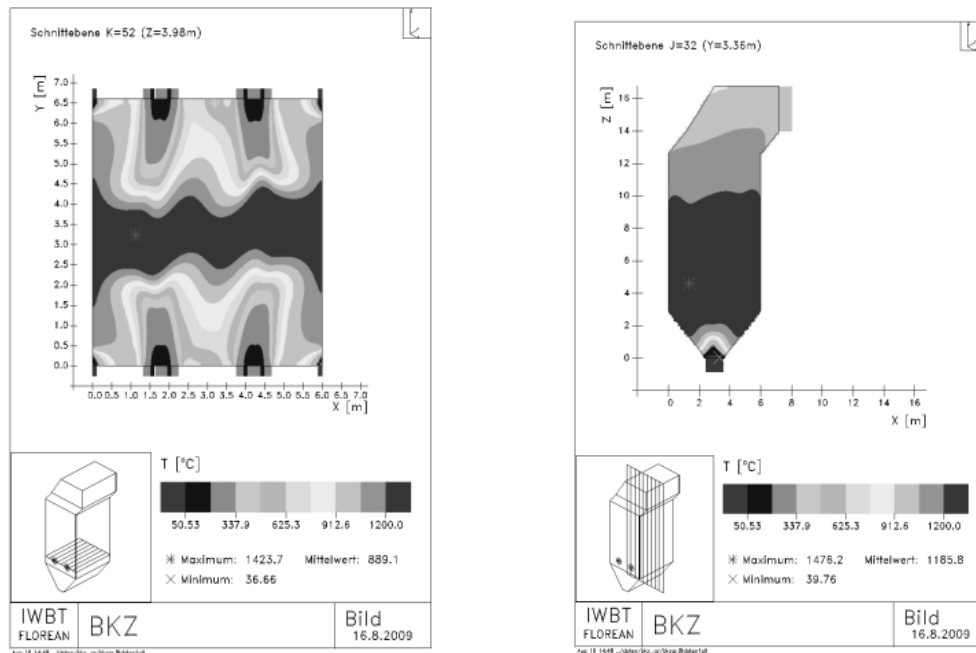 Schnittebene K=52 (Z=3.98m)
Y [m]
7.0
6.5
6.0
5.5
5.0
4.5
4.0
3.5
3.0
2.5
2.0
1.5
1.0
0.5
0.0
0.0 0.5 1.0 1.5 2.0 2.5 3.0 3.5 4.0 4.5 5.0 5.5 6.0 6.5 7.0
X [m]
T [°C]
50.53 337.9 625.3 912.6 1200.0
Maximum: 1423.7 Mittelwert: 889.1
Minimum: 36.66
IWBT
FLOREAN
BKZ
Bild
16.8.2009
Schnittebene J=32 (Y=3.36m)
Z [m]
16
14
12
10
8
6
4
2
0
0 2 4 6 8 10 12 14 16
X [m]
T [°C]
50.53 337.9 625.3 912.6 1200.0
Maximum: 1476.2 Mittelwert: 1185.8
Minimum: 39.76
IWBT
FLOREAN
BKZ
Bild
16.8.2009